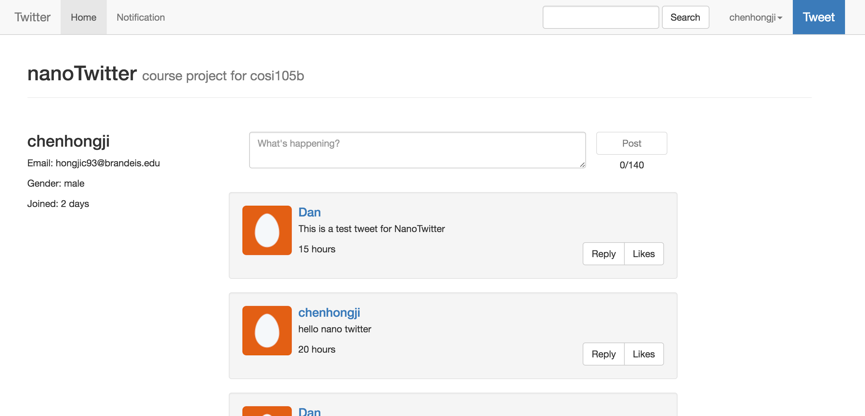 Twitter Home Notification Search chenhongji Tweet
nanoTwitter course project for cosi105b
chenhongji
Email: hongjic93@brandeis.edu
Gender: male
Joined: 2 days
What's happening? Post
0/140
Dan
This is a test tweet for NanoTwitter
15 hours
Reply Likes
chenhongji
hello nano twitter
20 hours
Reply Likes
Dan